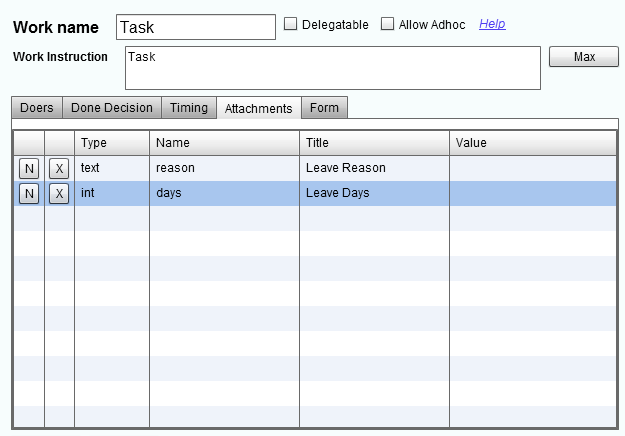 Work name Task Delegatable Allow Adhoc Help
Work Instruction Task Max
Doers Done Decision Timing Attachments Form
Type Name Title Value
N X text reason Leave Reason
N X int days Leave Days